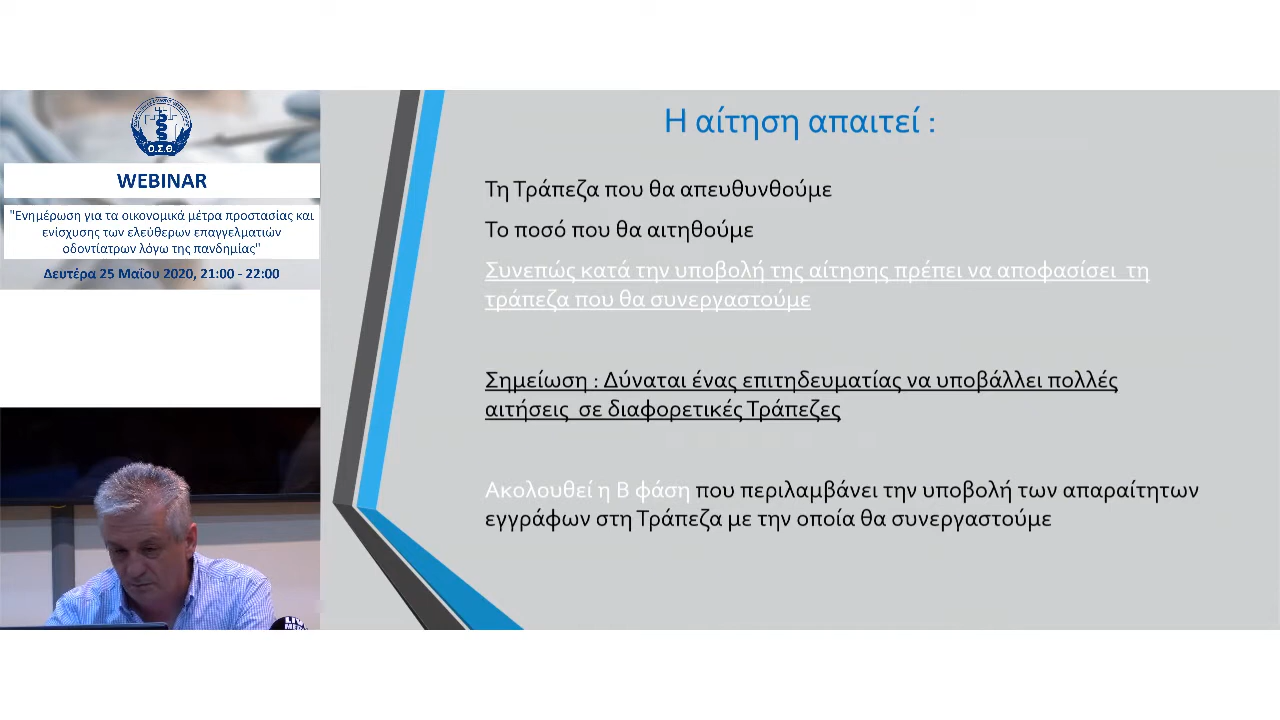 Ο.Σ.Θ.
WEBINAR
"Ενημέρωση για τα οικονομικά μέτρα προστασίας και
ενίσχυσης των ελεύθερων επαγγελματιών
οδοντίατρων λόγω της πανδημίας"
Δευτέρα 25 Μαΐου 2020, 21:00 - 22:00
Η αίτηση απαιτεί :
Τη Τράπεζα που θα απευθυνθούμε
Το ποσό που θα αιτηθούμε
Συνεπώς κατά την υποβολή της αίτησης πρέπει να αποφασίσει τη
τράπεζα που θα συνεργαστούμε
Σημείωση : Δύναται ένας επιτηδευματίας να υποβάλλει πολλές
αιτήσεις σε διαφορετικές Τράπεζες
Ακολουθεί η Β φάση που περιλαμβάνει την υποβολή των απαραίτητων
εγγράφων στη Τράπεζα με την οποία θα συνεργαστούμε